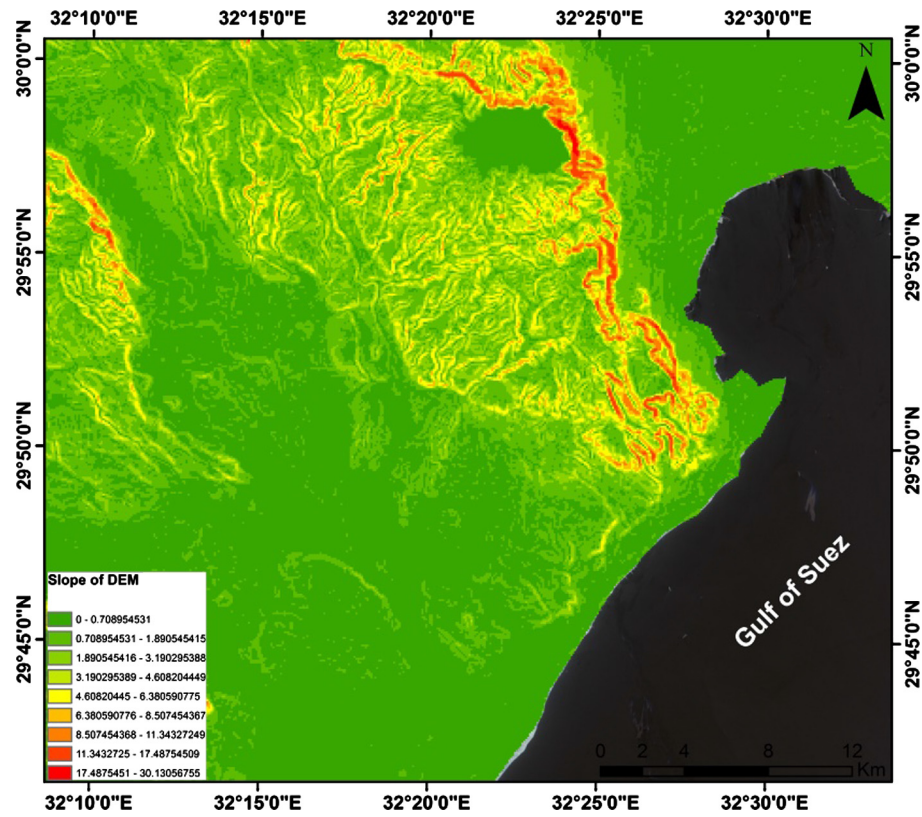 32°10'0"E 32°15'0"E 32°20'0"E 32°25'0"E 32°30'0"E
N
30°0'0"N 30°0'0"N
29°55'0"N 29°55'0"N
29°50'0"N 29°50'0"N
29°45'0"N 29°45'0"N
Gulf of Suez
Slope of DEM
0 - 0.708954531
0.708954531 - 1.890545415
1.890545416 - 3.190295388
3.190295389 - 4.608204449
4.60820445 - 6.380590775
6.380590776 - 8.507454367
8.507454368 - 11.34327249
11.3432725 - 17.48754509
17.4875451 - 30.13056755
0 2 4 8 12
Km
32°10'0"E 32°15'0"E 32°20'0"E 32°25'0"E 32°30'0"E